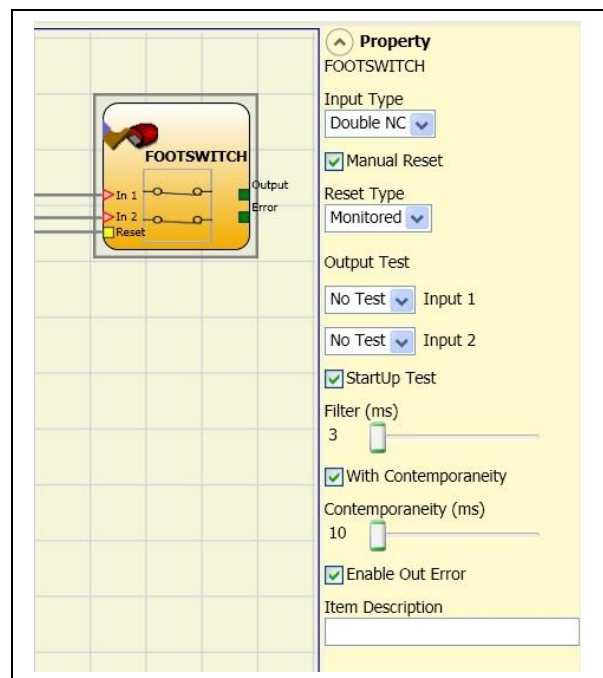 FOOTSWITCH
In 1
In 2
Reset
Output
Error
Property
FOOTSWITCH
Input Type
Double NC
Manual Reset
Reset Type
Monitored
Output Test
No Test Input 1
No Test Input 2
StartUp Test
Filter (ms)
3
With Contemporaneity
Contemporaneity (ms)
10
Enable Out Error
Item Description